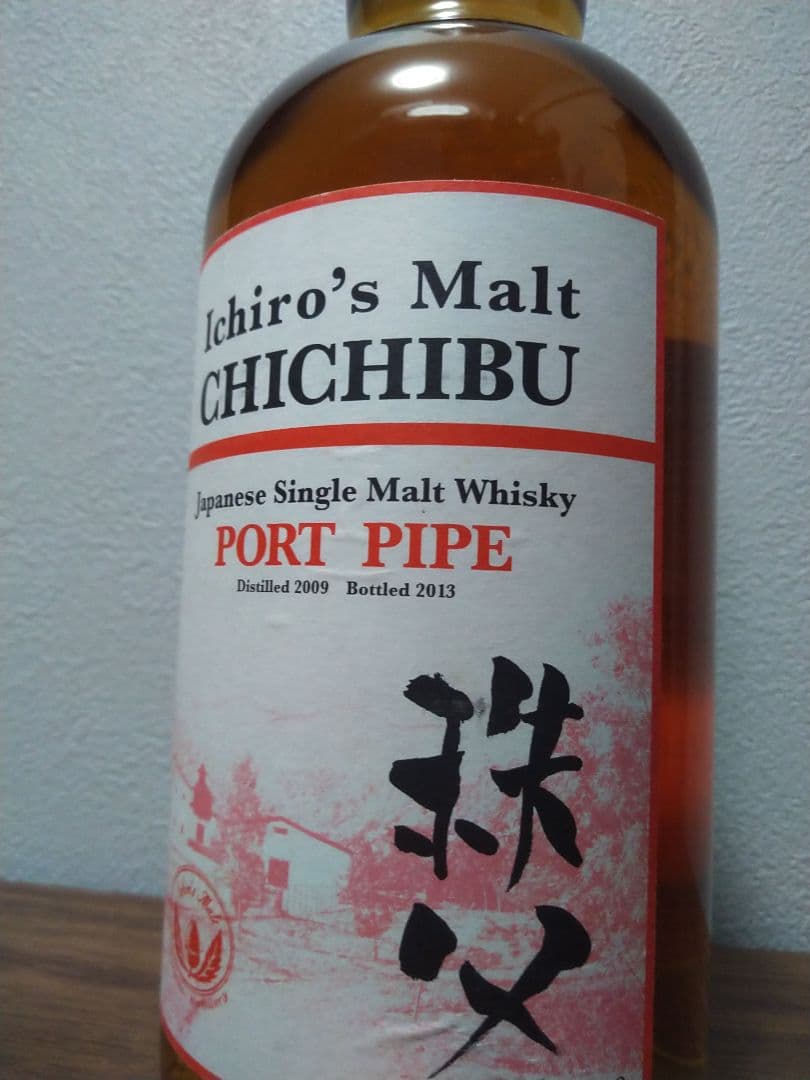 Ichiro's Malt
CHICHIBU
Japanese Single Malt Whisky
PORT PIPE
Distilled 2009 Bottled 2013
秩
父